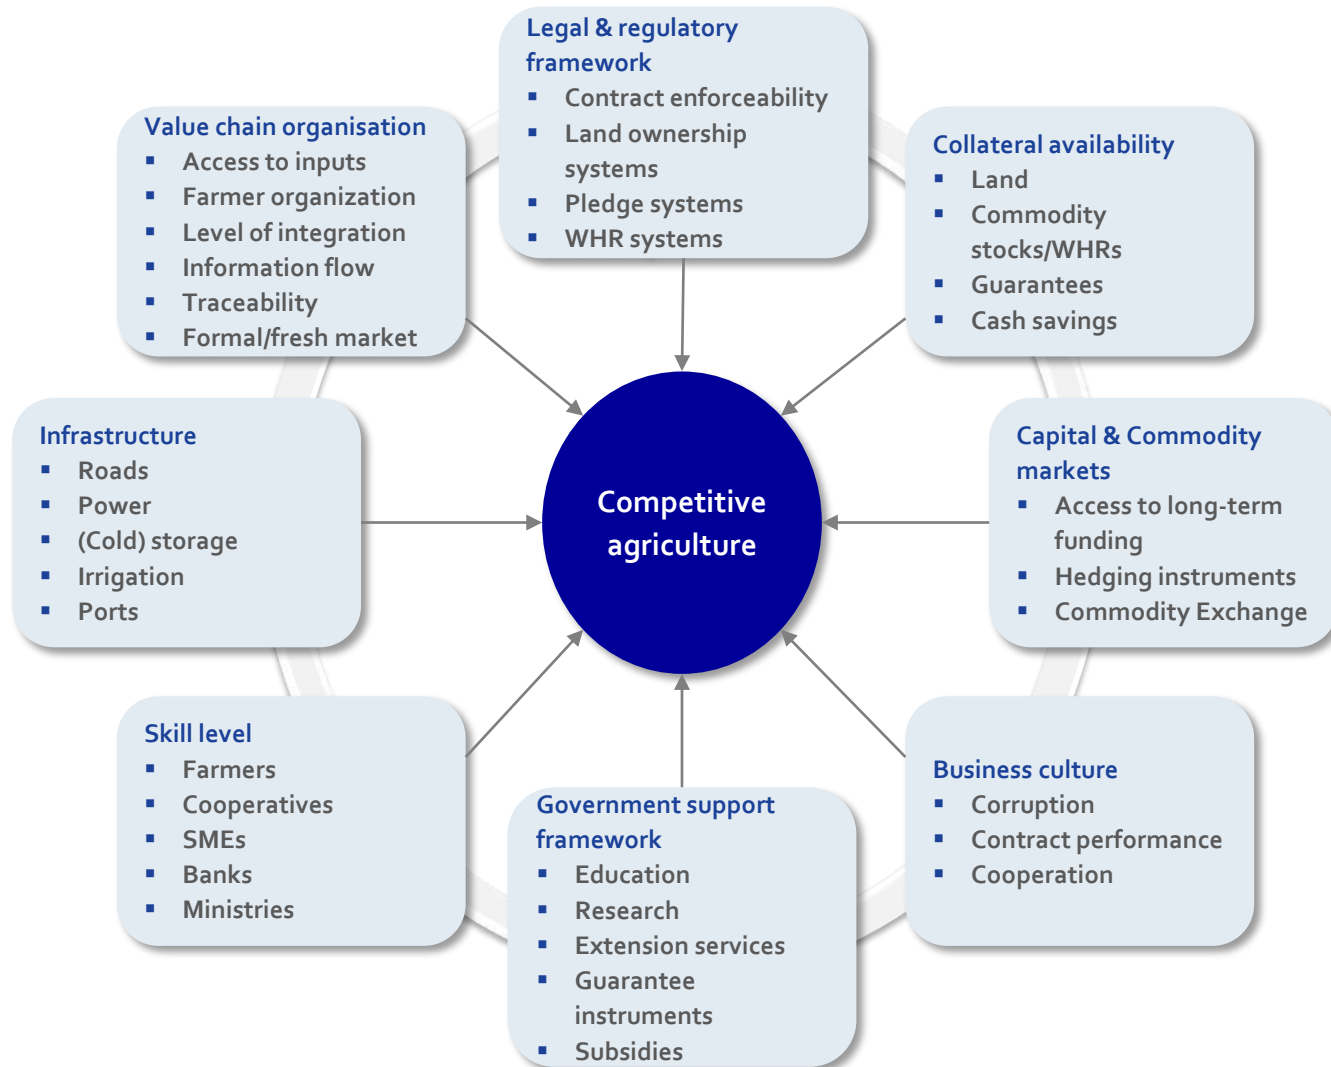 Legal & regulatory
framework
▪ Contract enforceability
▪ Land ownership
systems
▪ Pledge systems
▪ WHR systems
Value chain organisation
▪ Access to inputs
▪ Farmer organization
▪ Level of integration
▪ Information flow
▪ Traceability
▪ Formal/fresh market
Collateral availability
▪ Land
▪ Commodity
stocks/WHRs
▪ Guarantees
▪ Cash savings
Infrastructure
▪ Roads
▪ Power
▪ (Cold) storage
▪ Irrigation
▪ Ports
Competitive
agriculture
Capital & Commodity
markets
▪ Access to long-term
funding
▪ Hedging instruments
▪ Commodity Exchange
Skill level
▪ Farmers
▪ Cooperatives
▪ SMEs
▪ Banks
▪ Ministries
Government support
framework
▪ Education
▪ Research
▪ Extension services
▪ Guarantee
instruments
▪ Subsidies
Business culture
▪ Corruption
▪ Contract performance
▪ Cooperation